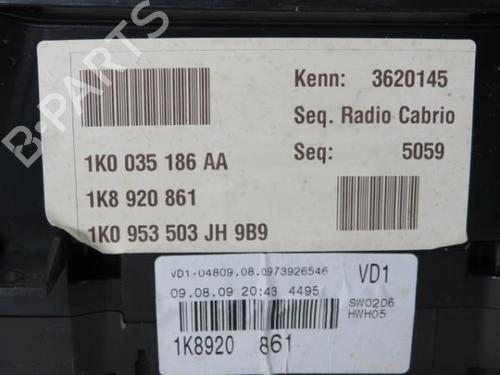 Kenn: 3620145
Seq. Radio Cabrio
Seq: 5059
1K0 035 186 AA
1K8 920 861
1K0 953 503 JH 9B9
VD1-04809.08.0973926546
09.08.09 20:43 4495
VD1
SW0206
HWH05
1K8920 861
B PARTS